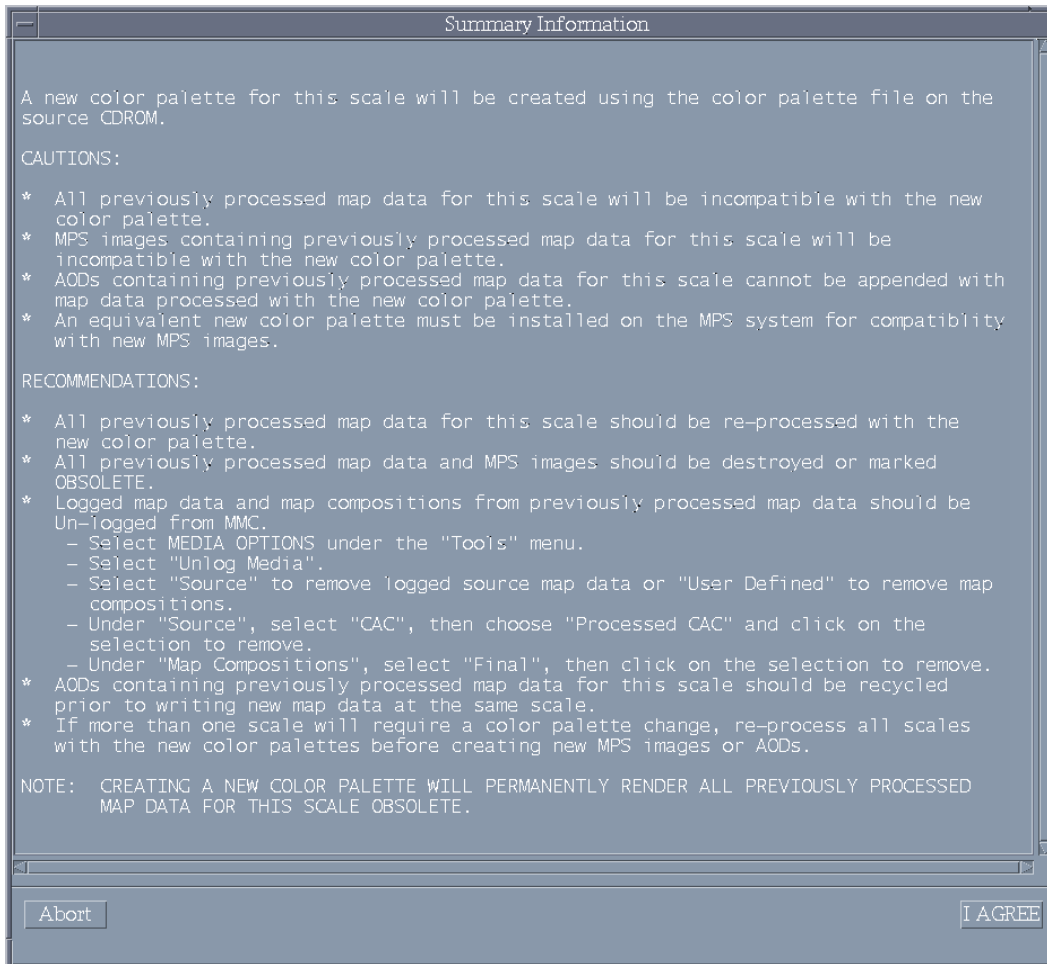 Summary Information
A new color palette for this scale will be created using the color palette file on the
source CDROM.
CAUTIONS:
* All previously processed map data for this scale will be incompatible with the new
color palette.
* MPS images containing previously processed map data for this scale will be
incompatible with the new color palette.
* AODs containing previously processed map data for this scale cannot be appended with
map data processed with the new color palette.
* An equivalent new color palette must be installed on the MPS system for compatiblity
with new MPS images.
RECOMMENDATIONS:
* All previously processed map data for this scale should be re-processed with the
new color palette.
* All previously processed map data and MPS images should be destroyed or marked
OBSOLETE.
* Logged map data and map compositions from previously processed map data should be
Un-logged from MMC.
- Select MEDIA OPTIONS under the "Tools" menu.
- Select "Unlog Media".
- Select "Source" to remove logged source map data or "User Defined" to remove map
compositions.
- Under "Source", select "CAC", then choose "Processed CAC" and click on the
selection to remove.
- Under "Map Compositions", select "Final", then click on the selection to remove.
* AODs containing previously processed map data for this scale should be recycled
prior to writing new map data at the same scale.
* If more than one scale will require a color palette change, re-process all scales
with the new color palettes before creating new MPS images or AODs.
NOTE: CREATING A NEW COLOR PALETTE WILL PERMANENTLY RENDER ALL PREVIOUSLY PROCESSED
MAP DATA FOR THIS SCALE OBSOLETE.
Abort
I AGREE